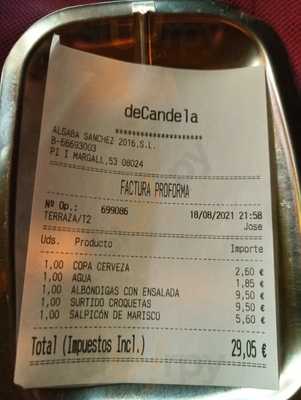 deCandela
*********************
ALGABA SANCHEZ 2016,S.L.
B-66693003
PI I MARGALL,53 08024
FACTURA PROFORMA
Nº Op.: 699086 18/08/2021 21:58
TERRAZA/T2 Jose
Uds. Producto Importe
1,00 COPA CERVEZA 2,60 €
1,00 AGUA 1,85 €
1,00 ALBONDIGAS CON ENSALADA 9,50 €
1,00 SURTIDO CROQUETAS 9,50 €
1,00 SALPICÓN DE MARISCO 5,60 €
Total (Impuestos Incl.) 29,05 €